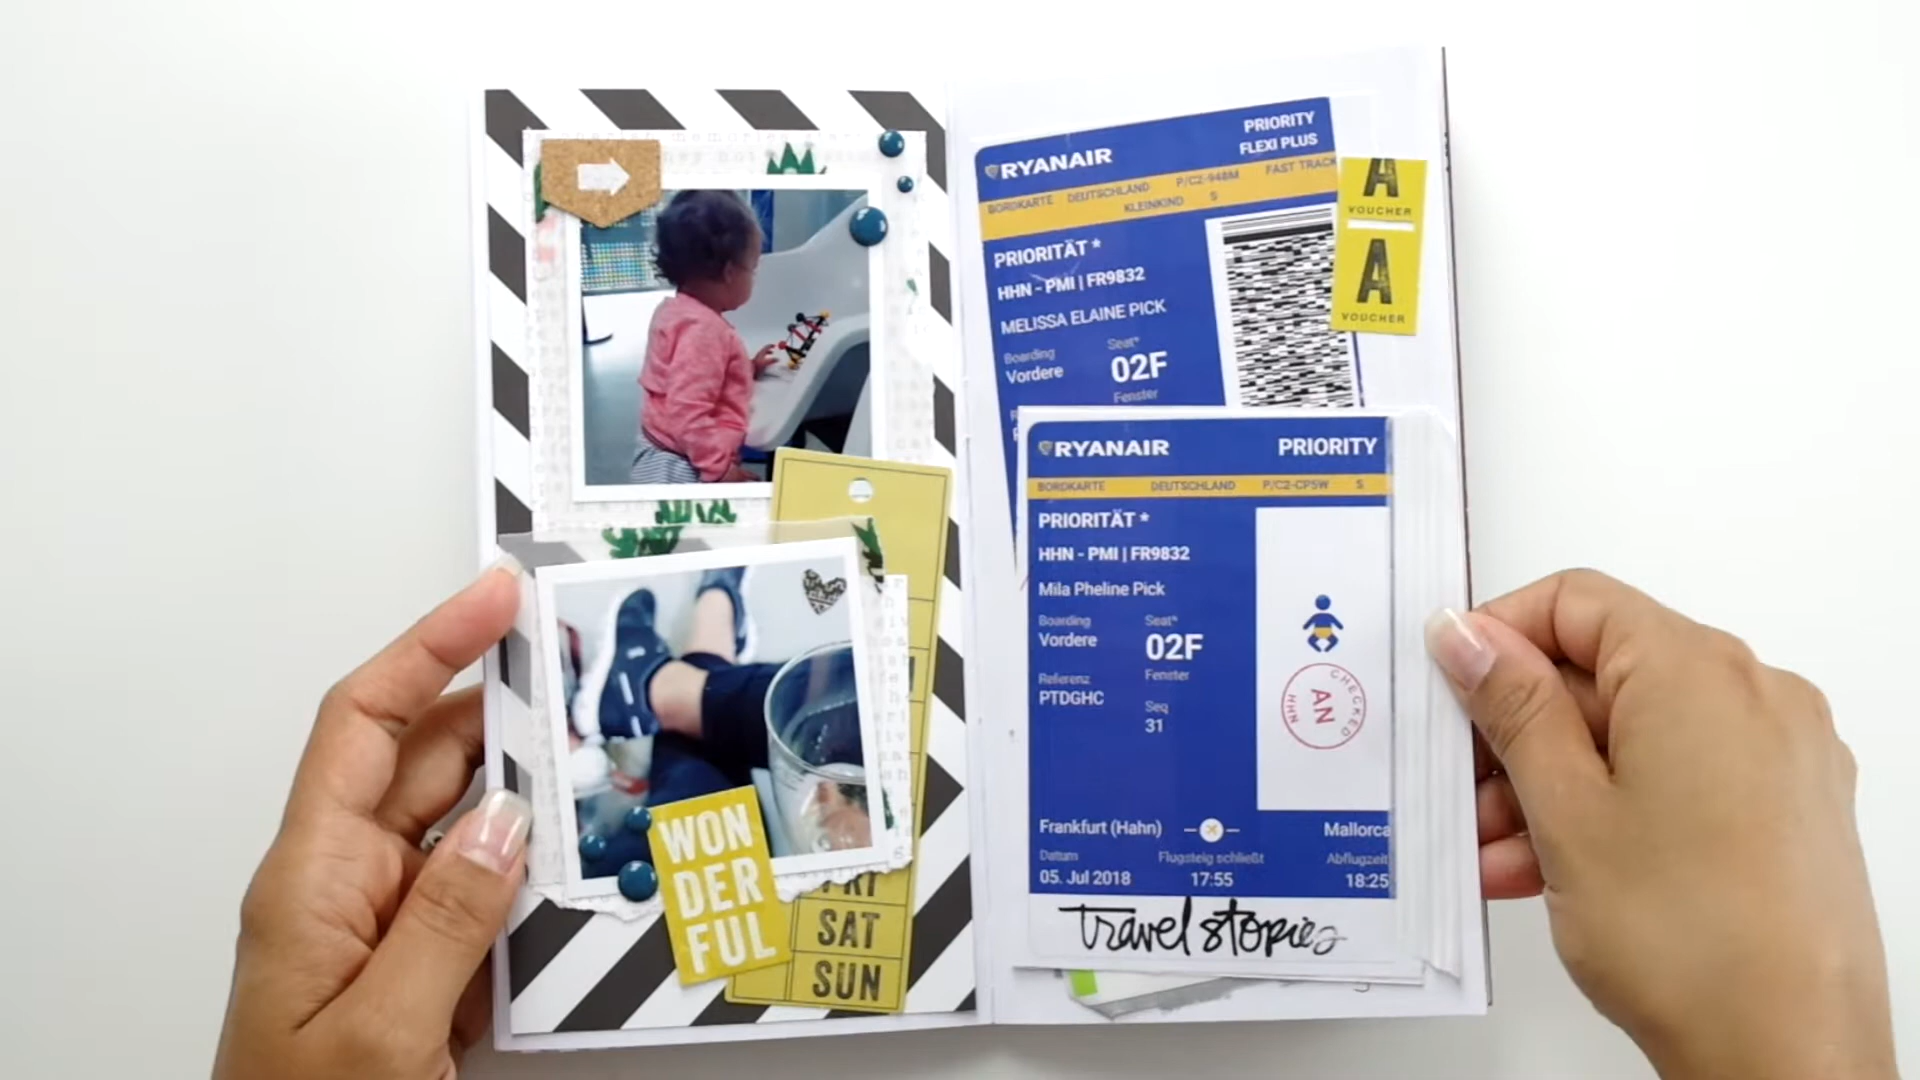 WON
DER
FUL
FRI
SAT
SUN
RYANAIR
PRIORITY
FLEXI PLUS
BORDKARTE DEUTSCHLAND P/C2-948M FAST TRACK
KLEINKIND S
PRIORITÄT *
HHN - PMI | FR9832
MELISSA ELAINE PICK
Boarding Seat*
Vordere 02F
Fenster
A
VOUCHER
A
VOUCHER
RYANAIR PRIORITY
BORDKARTE DEUTSCHLAND P/C2-CP5W S
PRIORITÄT *
HHN - PMI | FR9832
Mila Pheline Pick
Boarding Seat*
Vordere 02F
Referenz Fenster
PTDGHC
Seq
31
CHECKED
AN
HHN
Frankfurt (Hahn) Mallorca
Datum Flugsteig schließt Abflugzeit
05. Jul 2018 17:55 18:25
travel stories